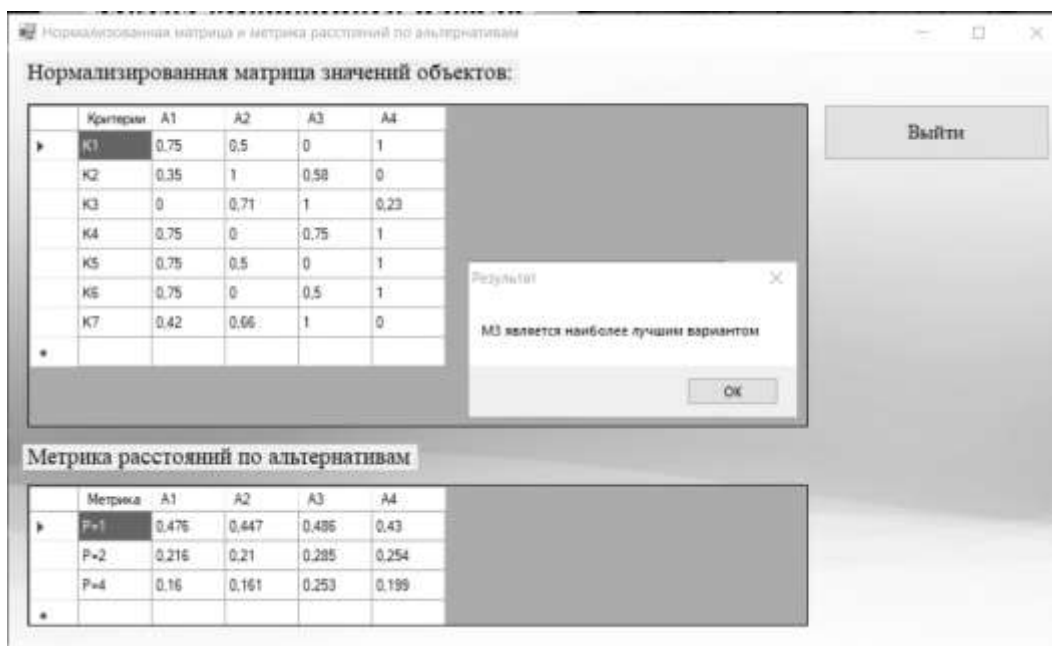 Нормализованная матрица и метрика расстояний по альтернативам
Нормализированная матрица значений объектов:
Критерии A1 A2 A3 A4
K1 0,75 0,5 0 1
K2 0,35 1 0,58 0
K3 0 0,71 1 0,23
K4 0,75 0 0,75 1
K5 0,75 0,5 0 1
K6 0,75 0 0,5 1
K7 0,42 0,66 1 0
Выйти
Результат
M3 является наиболее лучшим вариантом
OK
Метрика расстояний по альтернативам
Метрика A1 A2 A3 A4
P=1 0,476 0,447 0,486 0,43
P=2 0,216 0,21 0,285 0,254
P=4 0,16 0,161 0,253 0,199